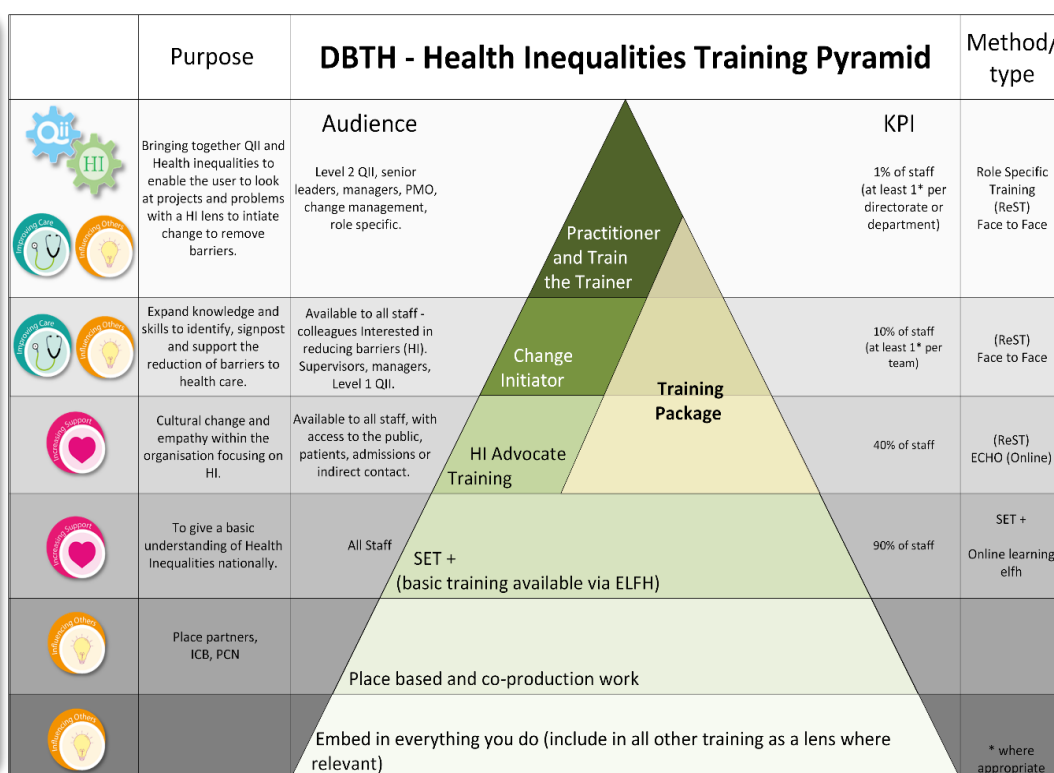 Purpose
DBTH - Health Inequalities Training Pyramid
Method/
type
Qii
HI
Improving Care
Influencing Others
Bringing together QII and
Health inequalities to
enable the user to look
at projects and problems
with a HI lens to intiate
change to remove
barriers.
Audience
Level 2 QII, senior
leaders, managers, PMO,
change management,
role specific.
Practitioner
and Train
the Trainer
KPI
1% of staff
(at least 1* per
directorate or
department)
Role Specific
Training
(ReST)
Face to Face
Improving Care
Influencing Others
Expand knowledge and
skills to identify, signpost
and support the
reduction of barriers to
health care.
Available to all staff -
colleagues Interested in
reducing barriers (HI).
Supervisors, managers,
Level 1 QII.
Change
Initiator
Training
Package
10% of staff
(at least 1* per
team)
(ReST)
Face to Face
Increasing Support
Cultural change and
empathy within the
organisation focusing on
HI.
Available to all staff, with
access to the public,
patients, admissions or
indirect contact.
HI Advocate
Training
40% of staff
(ReST)
ECHO (Online)
Increasing Support
To give a basic
understanding of Health
Inequalities nationally.
All Staff
SET +
(basic training available via ELFH)
90% of staff
SET +
Online learning
elfh
Influencing Others
Place partners,
ICB, PCN
Place based and co-production work
Influencing Others
Embed in everything you do (include in all other training as a lens where
relevant)
* where
appropriate